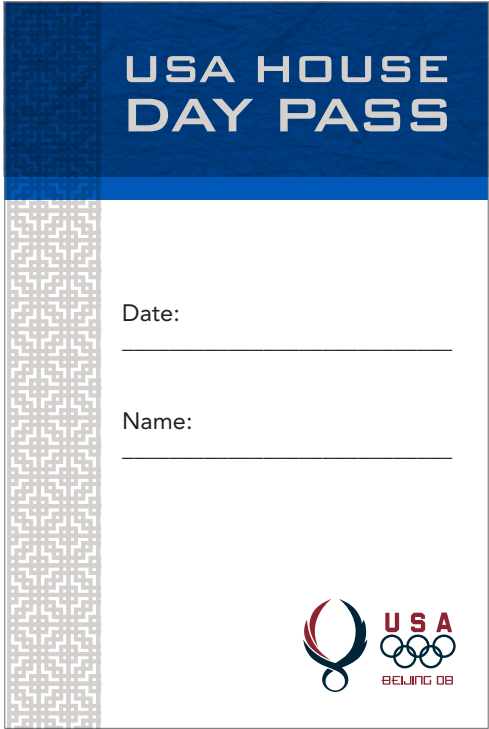 USA HOUSE
DAY PASS
Date:
Name:
USA
BEIJING 08